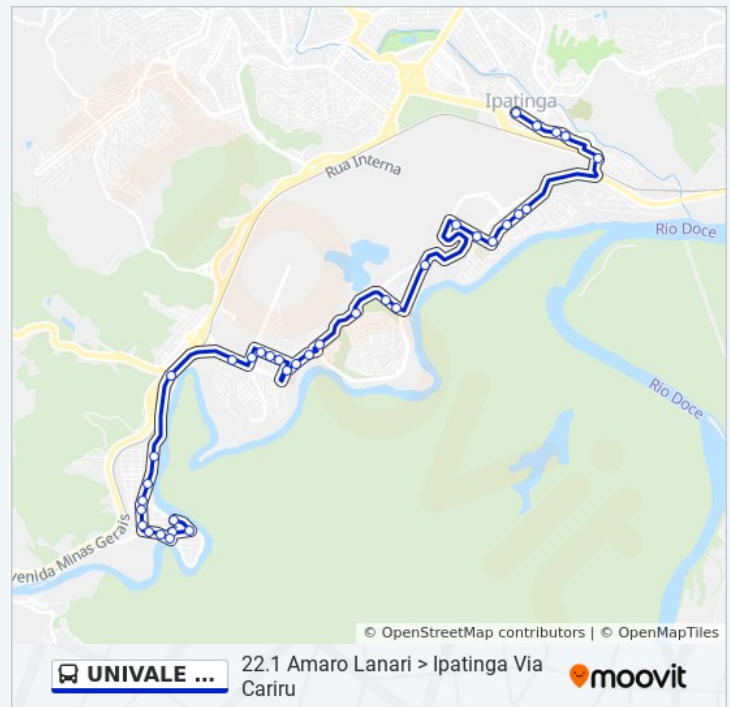 Ipatinga
Rua Interna
Rio Doce
Rio Doce
venida Minas Gerais
© OpenStreetMap contributors | © OpenMapTiles
UNIVALE ...
22.1 Amaro Lanari > Ipatinga Via
Cariru
moovit